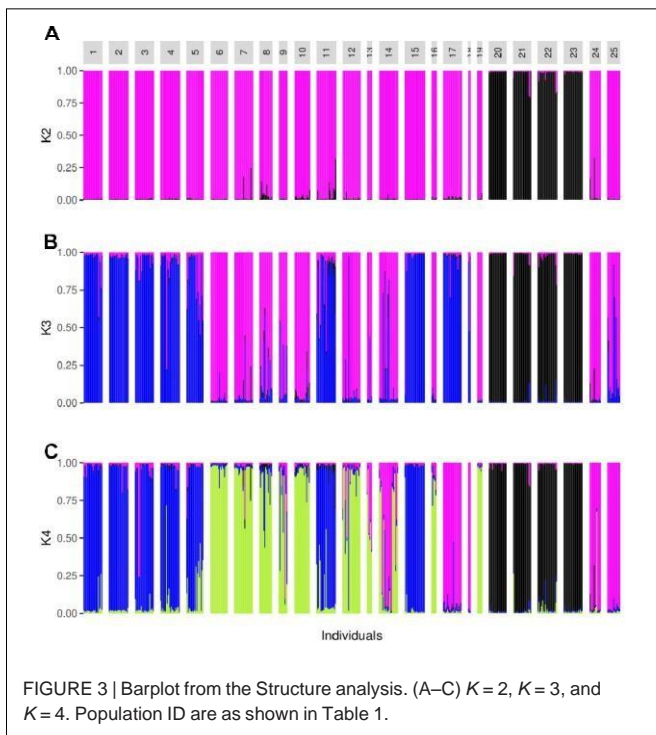 A
1 2 3 4 5 6 7 8 9 10 11 12 13 14 15 16 17 18 19 20 21 22 23 24 25
1.00
0.75
0.50
0.25
0.00
K2
B
1.00
0.75
0.50
0.25
0.00
K3
C
1.00
0.75
0.50
0.25
0.00
K4
Individuals
FIGURE 3 | Barplot from the Structure analysis. (A–C) K = 2, K = 3, and
K = 4. Population ID are as shown in Table 1.